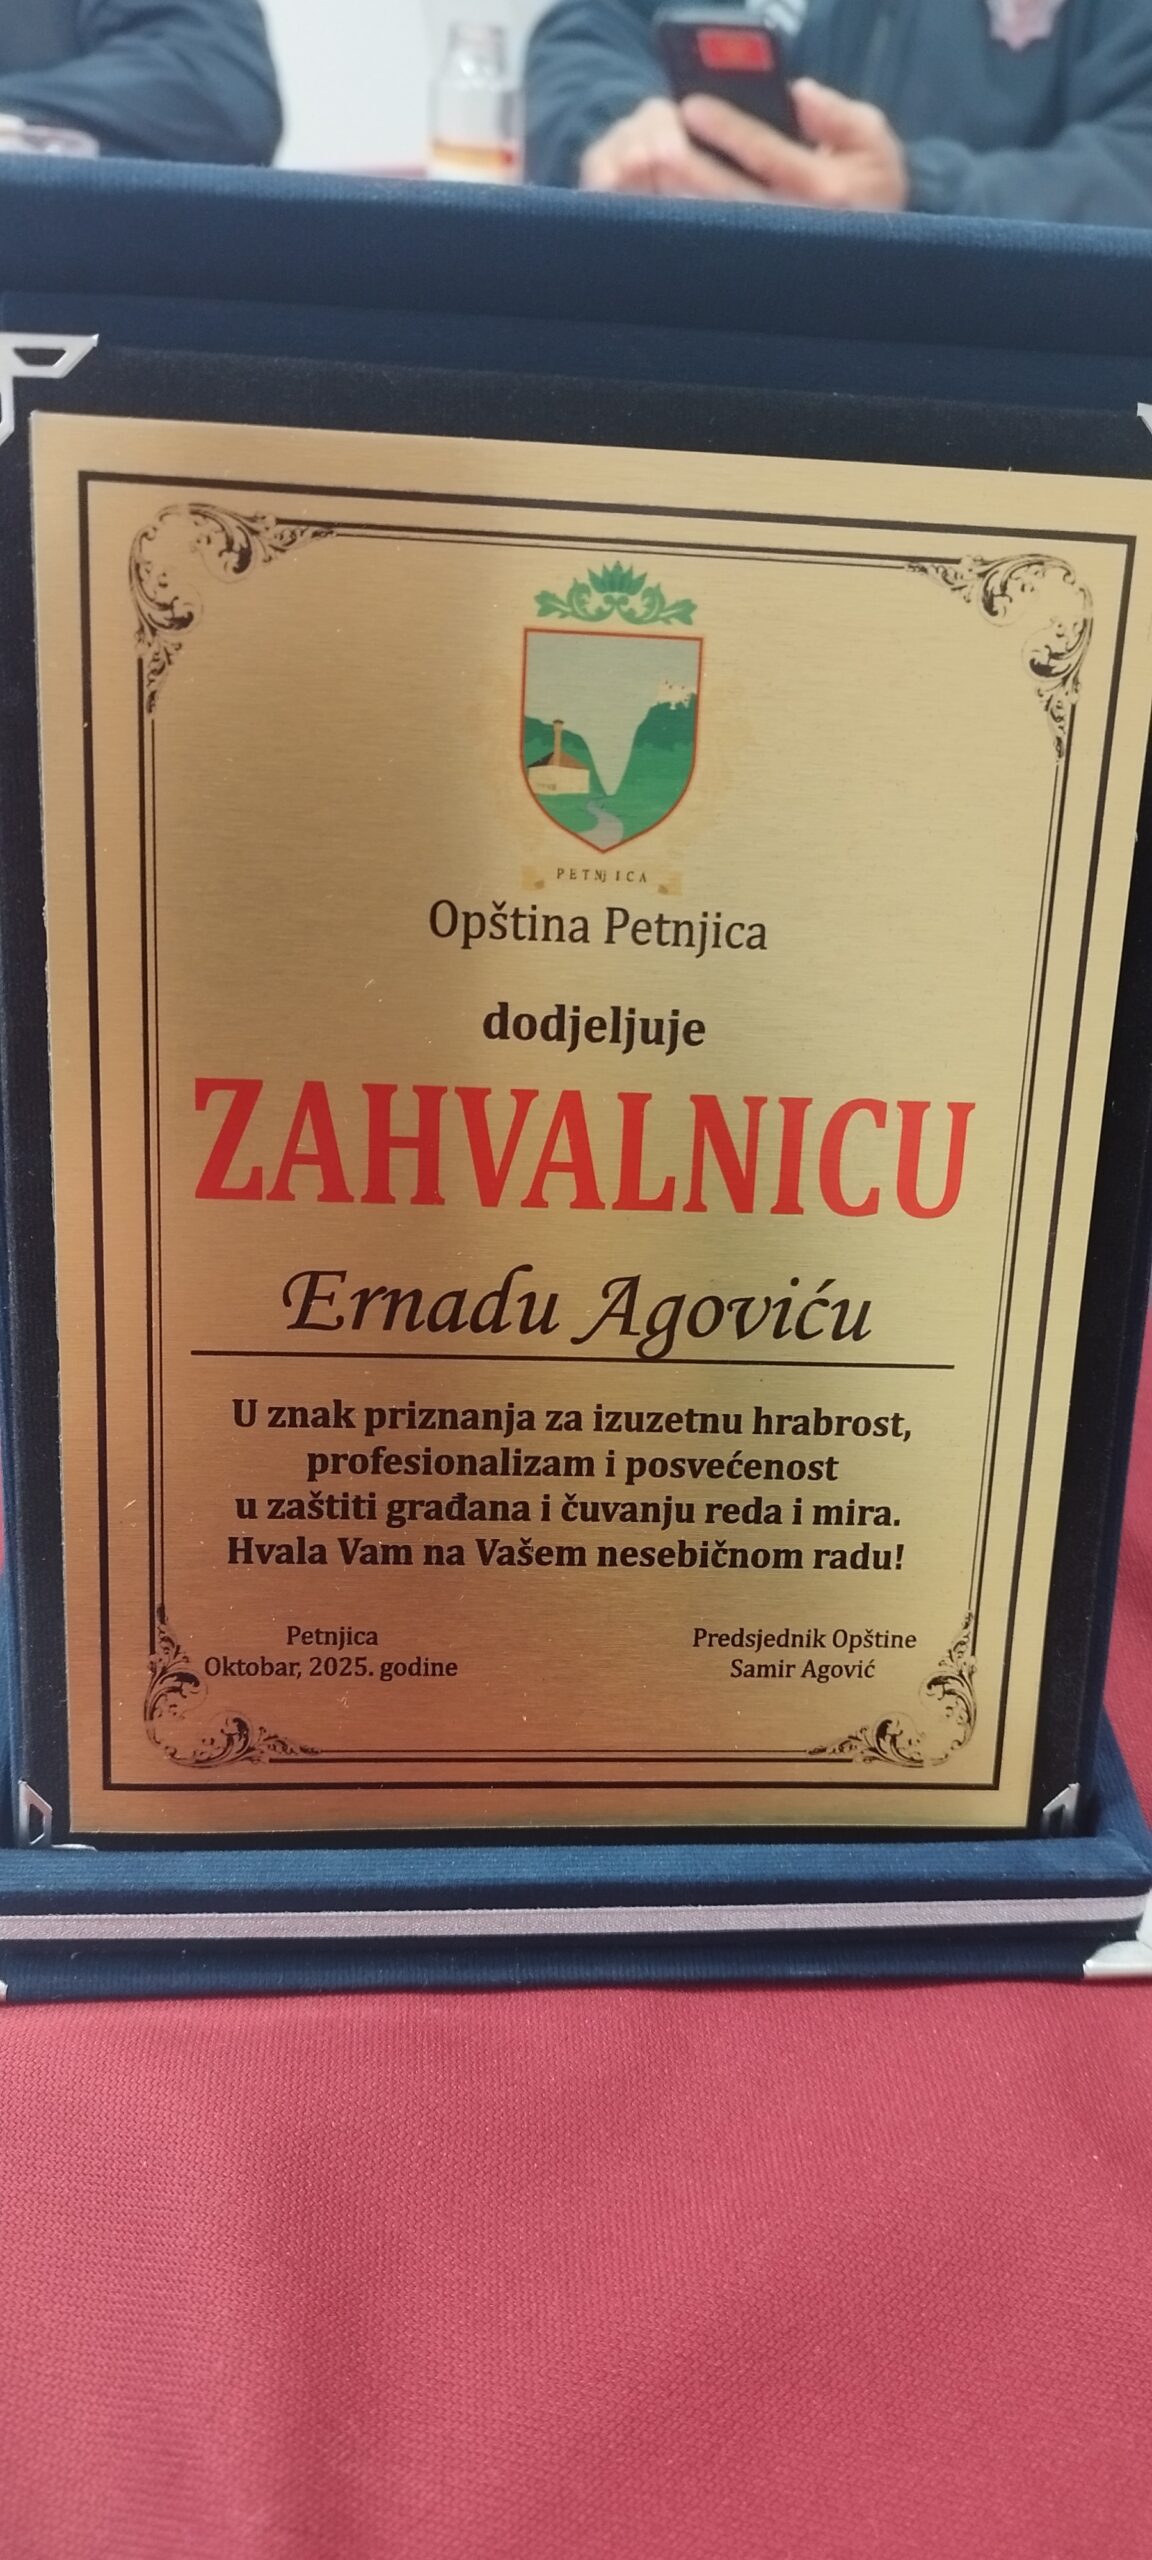 PETNjICA
Opština Petnjica
dodjeljuje
ZAHVALNICU
Ernadu Agoviću
U znak priznanja za izuzetnu hrabrost,
profesionalizam i posvećenost
u zaštiti građana i čuvanju reda i mira.
Hvala Vam na Vašem nesebičnom radu!
Petnjica
Oktobar, 2025. godine
Predsjednik Opštine
Samir Agović